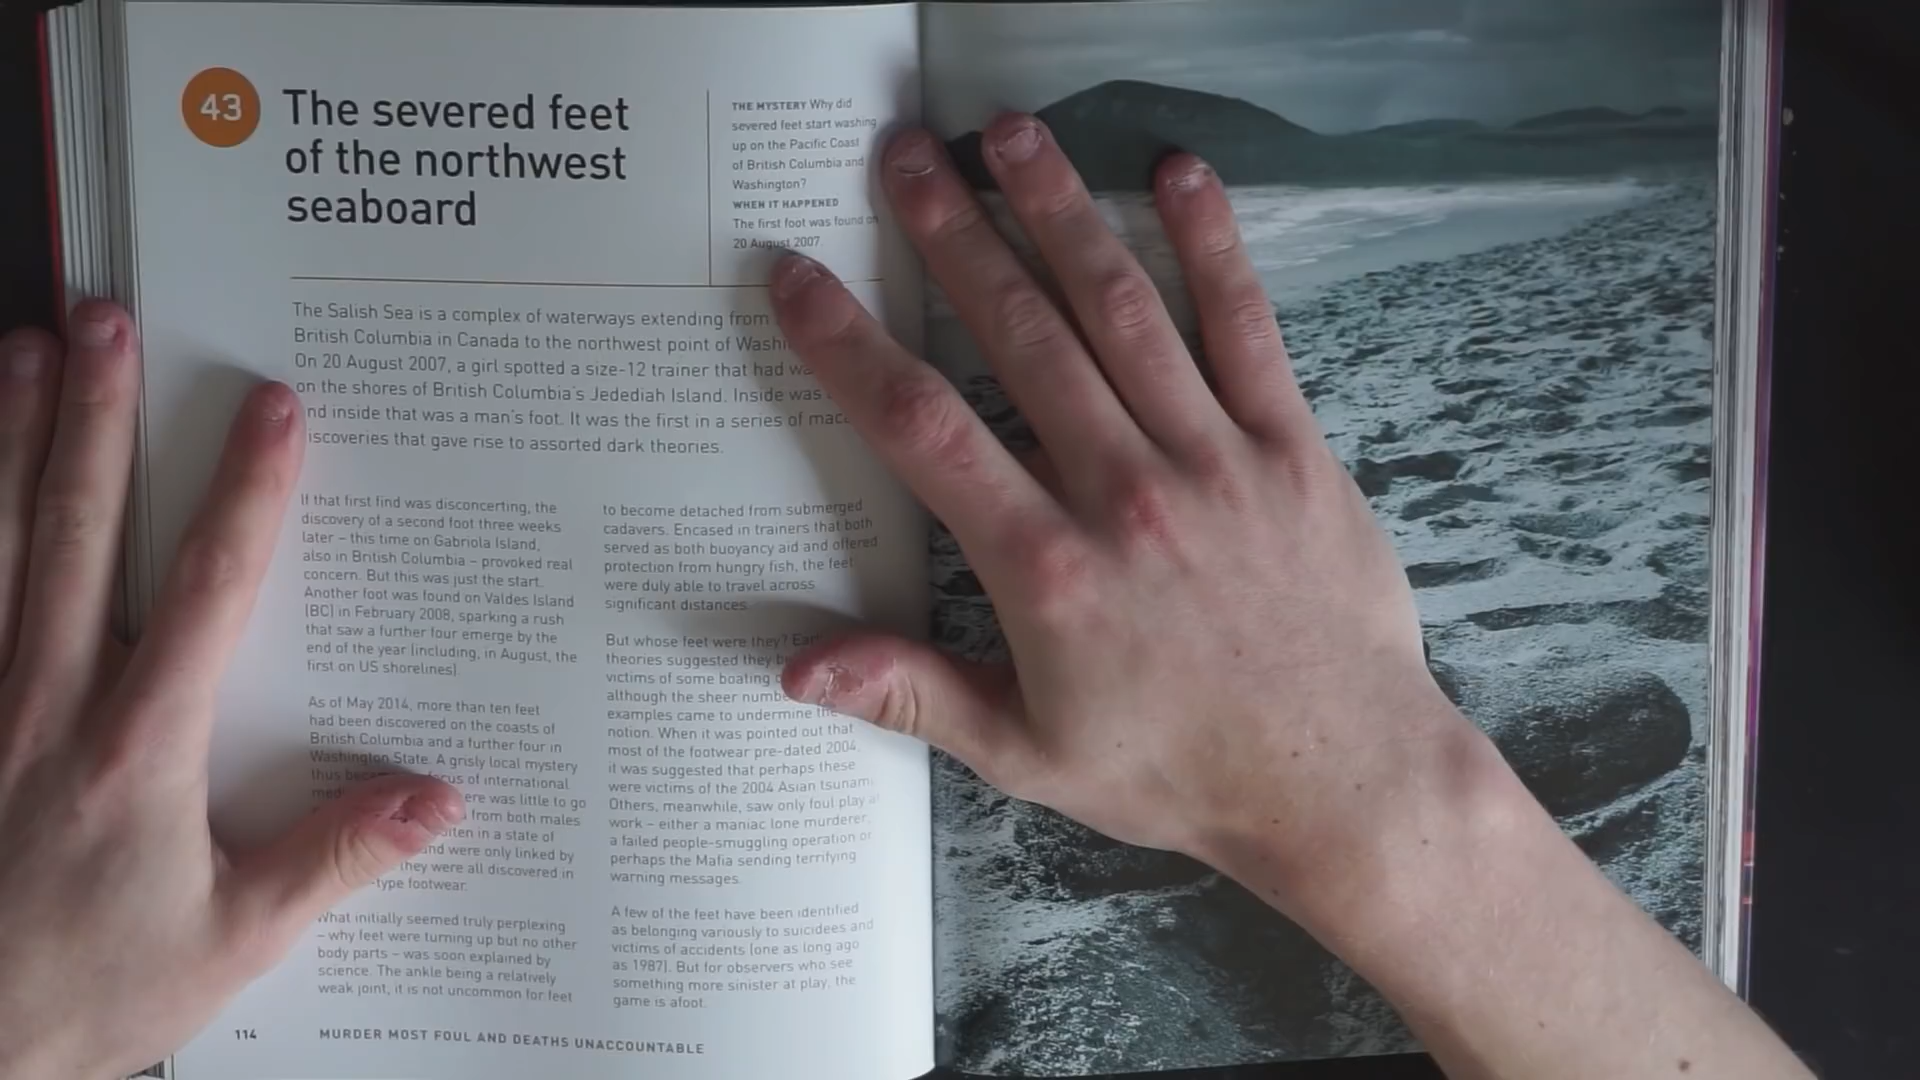 43
The severed feet
of the northwest
seaboard
THE MYSTERY Why did
severed feet start washing
up on the Pacific Coast
of British Columbia and
Washington?
WHEN IT HAPPENED
The first foot was found on
20 August 2007.
The Salish Sea is a complex of waterways extending from
British Columbia in Canada to the northwest point of
On 20 August 2007, a girl spotted a size-12 trainer that had
on the shores of British Columbia's Jedediah Island. Inside was
nd inside that was a man's foot. It was the first in a series of
iscoveries that gave rise to assorted dark theories.
If that first find was disconcerting, the
discovery of a second foot three weeks
later – this time on Gabriola Island,
also in British Columbia – provoked real
concern. But this was just the start.
Another foot was found on Valdes Island
(BC) in February 2008, sparking a rush
that saw a further four emerge by the
end of the year (including, in August, the
first on US shorelines).
As of May 2014, more than ten feet
had been discovered on the coasts of
British Columbia and a further four in
Washington State. A grisly local mystery
thus of international
ere was little to go
from both males
in a state of
and were only linked by
they were all discovered in
-type footwear.
What initially seemed truly perplexing
– why feet were turning up but no other
body parts – was soon explained by
science. The ankle being a relatively
weak joint, it is not uncommon for feet
to become detached from submerged
cadavers. Encased in trainers that both
served as both buoyancy aid and offered
protection from hungry fish, the feet
were duly able to travel across
significant distances.
But whose feet were they?
theories suggested they
victims of some boating
although the sheer
examples came to undermine the
notion. When it was pointed out that
most of the footwear pre-dated 2004,
it was suggested that perhaps these
were victims of the 2004 Asian tsunami.
Others, meanwhile, saw only foul play at
work – either a maniac lone murderer,
a failed people-smuggling operation or
perhaps the Mafia sending terrifying
warning messages.
A few of the feet have been identified
as belonging variously to suicidees and
victims of accidents (one as long ago
as 1987). But for observers who see
something more sinister at play, the
game is afoot.
114 MURDER MOST FOUL AND DEATHS UNACCOUNTABLE